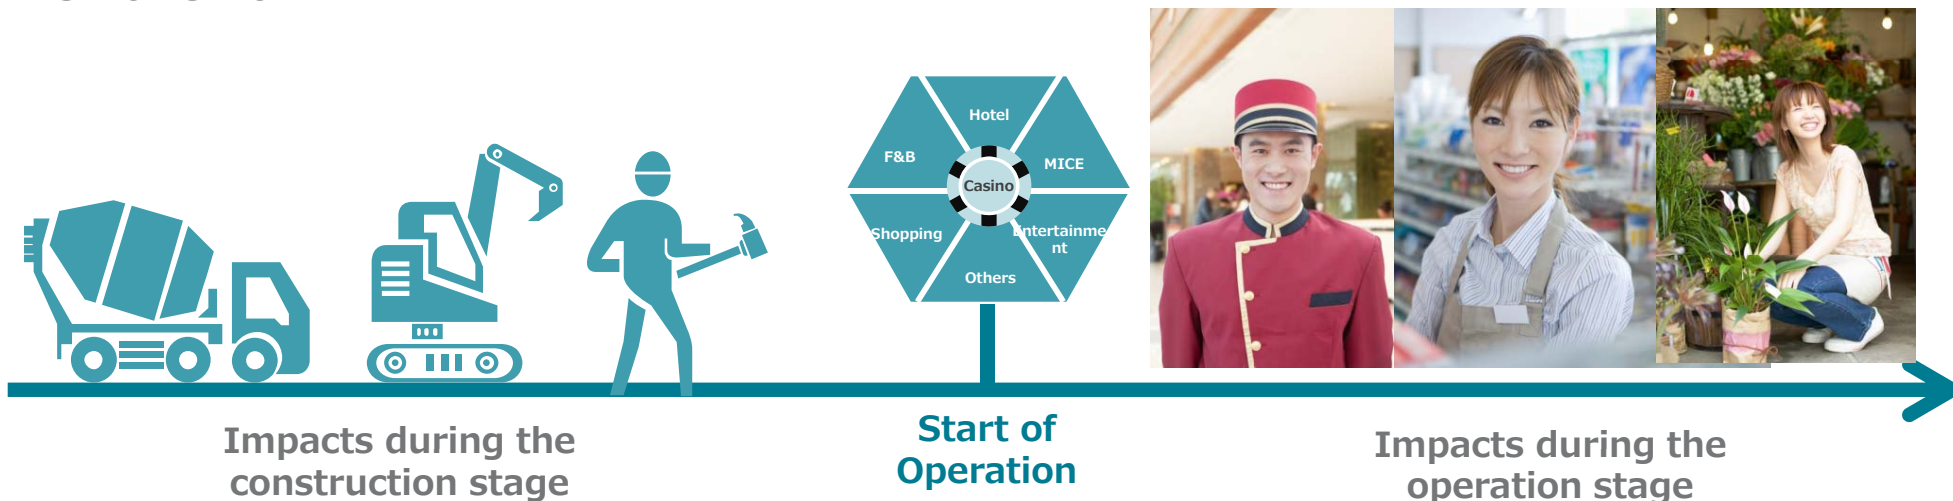 Hotel
F&B
MICE
Casino
Shopping
Entertainme
nt
Others
Impacts during the
construction stage
Start of
Operation
Impacts during the
operation stage